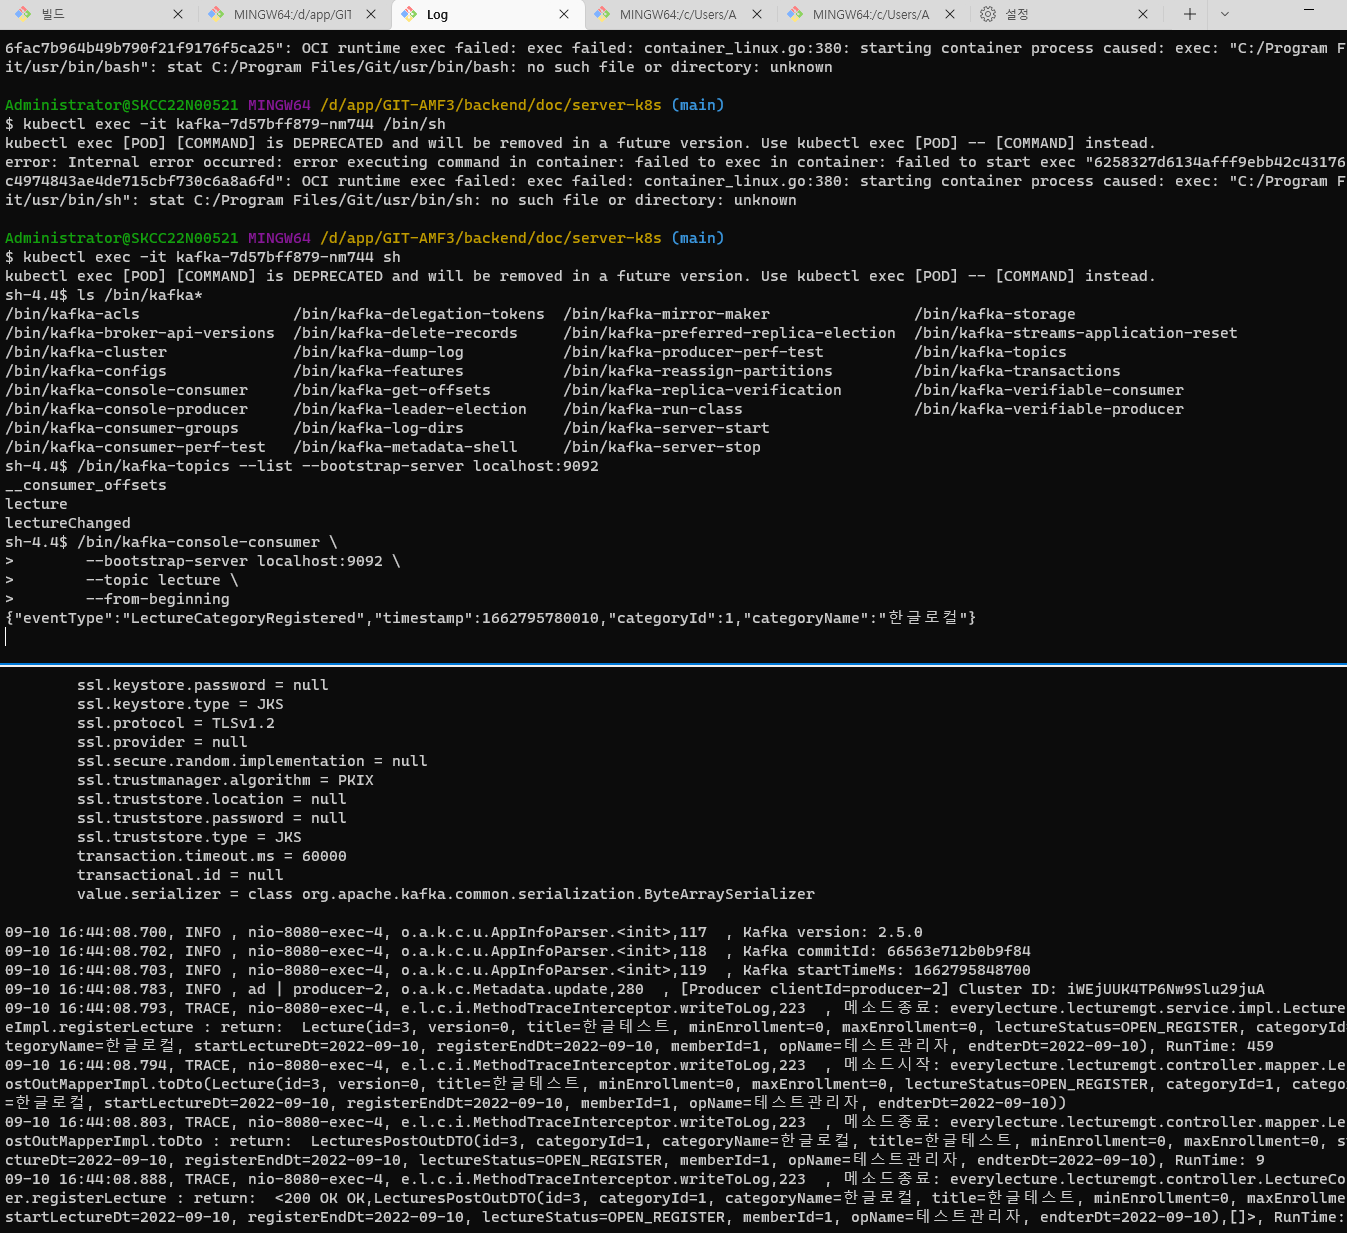 빌드
MINGW64:/d/app/GIT
Log
MINGW64:/c/Users/A
MINGW64:/c/Users/A
설정
6fac7b964b49b790f21f9176f5ca25": OCI runtime exec failed: exec failed: container_linux.go:380: starting container process caused: exec: "C:/Program F
it/usr/bin/bash": stat C:/Program Files/Git/usr/bin/bash: no such file or directory: unknown
Administrator@SKCC22N00521 MINGW64 /d/app/GIT-AMF3/backend/doc/server-k8s (main)
$ kubectl exec -it kafka-7d57bff879-nm744 /bin/sh
kubectl exec [POD] [COMMAND] is DEPRECATED and will be removed in a future version. Use kubectl exec [POD] -- [COMMAND] instead.
error: Internal error occurred: error executing command in container: failed to exec in container: failed to start exec "6258327d6134afff9ebb42c43176
c4974843ae4de715cbf730c6a8a6fd": OCI runtime exec failed: exec failed: container_linux.go:380: starting container process caused: exec: "C:/Program F
it/usr/bin/sh": stat C:/Program Files/Git/usr/bin/sh: no such file or directory: unknown
Administrator@SKCC22N00521 MINGW64 /d/app/GIT-AMF3/backend/doc/server-k8s (main)
$ kubectl exec -it kafka-7d57bff879-nm744 sh
kubectl exec [POD] [COMMAND] is DEPRECATED and will be removed in a future version. Use kubectl exec [POD] -- [COMMAND] instead.
sh-4.4$ ls /bin/kafka*
/bin/kafka-acls /bin/kafka-delegation-tokens /bin/kafka-mirror-maker /bin/kafka-storage
/bin/kafka-broker-api-versions /bin/kafka-delete-records /bin/kafka-preferred-replica-election /bin/kafka-streams-application-reset
/bin/kafka-cluster /bin/kafka-dump-log /bin/kafka-producer-perf-test /bin/kafka-topics
/bin/kafka-configs /bin/kafka-features /bin/kafka-reassign-partitions /bin/kafka-transactions
/bin/kafka-console-consumer /bin/kafka-get-offsets /bin/kafka-replica-verification /bin/kafka-verifiable-consumer
/bin/kafka-console-producer /bin/kafka-leader-election /bin/kafka-run-class /bin/kafka-verifiable-producer
/bin/kafka-consumer-groups /bin/kafka-log-dirs /bin/kafka-server-start
/bin/kafka-consumer-perf-test /bin/kafka-metadata-shell /bin/kafka-server-stop
sh-4.4$ /bin/kafka-topics --list --bootstrap-server localhost:9092
__consumer_offsets
lecture
lectureChanged
sh-4.4$ /bin/kafka-console-consumer \
> --bootstrap-server localhost:9092 \
> --topic lecture \
> --from-beginning
{"eventType":"LectureCategoryRegistered","timestamp":1662795780010,"categoryId":1,"categoryName":"한글로컬"}
ssl.keystore.password = null
ssl.keystore.type = JKS
ssl.protocol = TLSv1.2
ssl.provider = null
ssl.secure.random.implementation = null
ssl.trustmanager.algorithm = PKIX
ssl.truststore.location = null
ssl.truststore.password = null
ssl.truststore.type = JKS
transaction.timeout.ms = 60000
transactional.id = null
value.serializer = class org.apache.kafka.common.serialization.ByteArraySerializer
09-10 16:44:08.700, INFO , nio-8080-exec-4, o.a.k.c.u.AppInfoParser.<init>,117 , Kafka version: 2.5.0
09-10 16:44:08.702, INFO , nio-8080-exec-4, o.a.k.c.u.AppInfoParser.<init>,118 , Kafka commitId: 66563e712b0b9f84
09-10 16:44:08.703, INFO , nio-8080-exec-4, o.a.k.c.u.AppInfoParser.<init>,119 , Kafka startTimeMs: 1662795848700
09-10 16:44:08.783, INFO , ad | producer-2, o.a.k.c.Metadata.update,280 , [Producer clientId=producer-2] Cluster ID: iWEjUUK4TP6Nw9Slu29juA
09-10 16:44:08.793, TRACE, nio-8080-exec-4, e.l.c.i.MethodTraceInterceptor.writeToLog,223 , 메소드종료: everylecture.lecturemgt.service.impl.Lecture
eImpl.registerLecture : return: Lecture(id=3, version=0, title=한글테스트, minEnrollment=0, maxEnrollment=0, lectureStatus=OPEN_REGISTER, categoryId
tegoryName=한글로컬, startLectureDt=2022-09-10, registerEndDt=2022-09-10, memberId=1, opName=테스트관리자, endterDt=2022-09-10), RunTime: 459
09-10 16:44:08.794, TRACE, nio-8080-exec-4, e.l.c.i.MethodTraceInterceptor.writeToLog,223 , 메소드시작: everylecture.lecturemgt.controller.mapper.Le
ostOutMapperImpl.toDto(Lecture(id=3, version=0, title=한글테스트, minEnrollment=0, maxEnrollment=0, lectureStatus=OPEN_REGISTER, categoryId=1, catego
=한글로컬, startLectureDt=2022-09-10, registerEndDt=2022-09-10, memberId=1, opName=테스트관리자, endterDt=2022-09-10))
09-10 16:44:08.803, TRACE, nio-8080-exec-4, e.l.c.i.MethodTraceInterceptor.writeToLog,223 , 메소드종료: everylecture.lecturemgt.controller.mapper.Le
ostOutMapperImpl.toDto : return: LecturesPostOutDTO(id=3, categoryId=1, categoryName=한글로컬, title=한글테스트, minEnrollment=0, maxEnrollment=0, st
ctureDt=2022-09-10, registerEndDt=2022-09-10, lectureStatus=OPEN_REGISTER, memberId=1, opName=테스트관리자, endterDt=2022-09-10), RunTime: 9
09-10 16:44:08.888, TRACE, nio-8080-exec-4, e.l.c.i.MethodTraceInterceptor.writeToLog,223 , 메소드종료: everylecture.lecturemgt.controller.LectureCo
er.registerLecture : return: <200 OK OK,LecturesPostOutDTO(id=3, categoryId=1, categoryName=한글로컬, title=한글테스트, minEnrollment=0, maxEnrollme
startLectureDt=2022-09-10, registerEndDt=2022-09-10, lectureStatus=OPEN_REGISTER, memberId=1, opName=테스트관리자, endterDt=2022-09-10),[]>, RunTime: